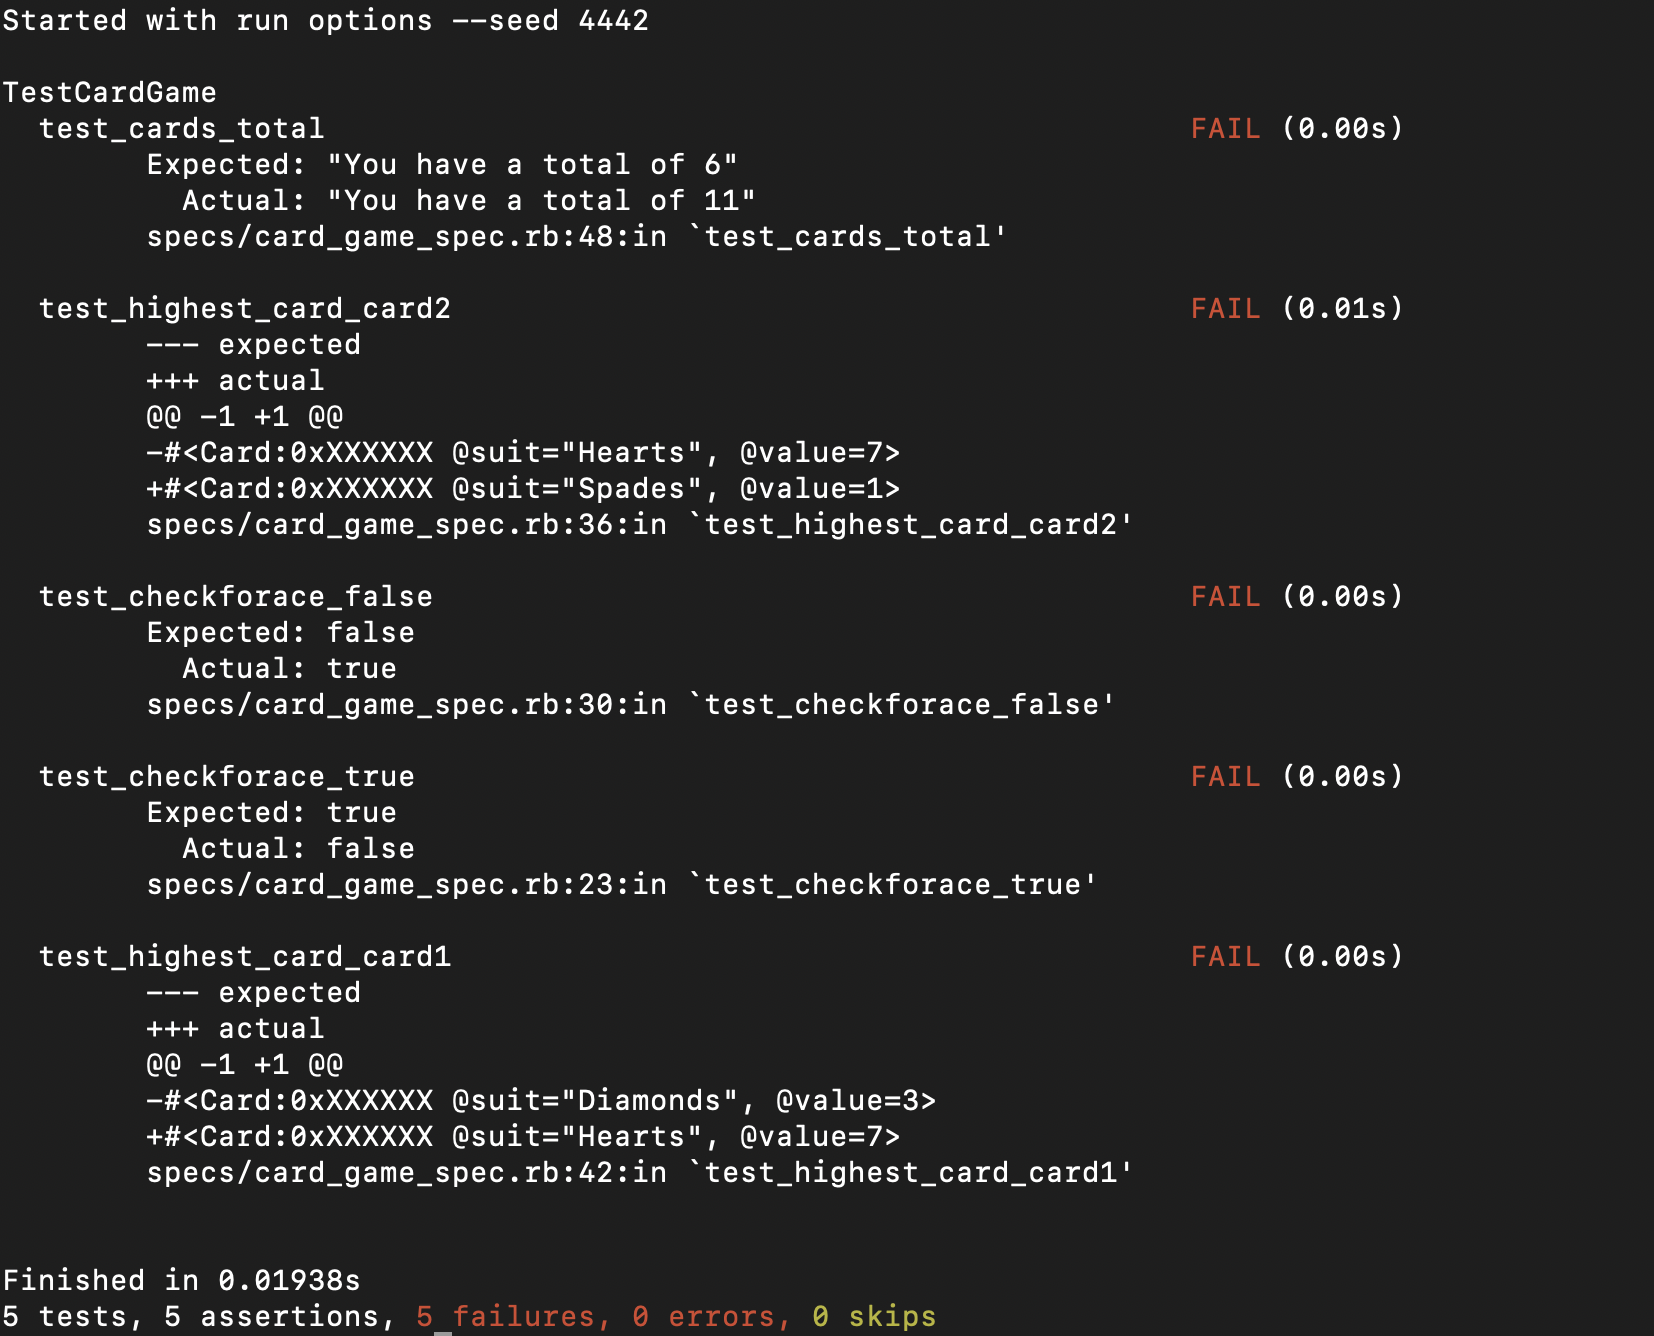 Started with run options --seed 4442
TestCardGame
test_cards_total FAIL (0.00s)
Expected: "You have a total of 6"
Actual: "You have a total of 11"
specs/card_game_spec.rb:48:in `test_cards_total'
test_highest_card_card2 FAIL (0.01s)
--- expected
+++ actual
@@ -1 +1 @@
-#<Card:0xXXXXXX @suit="Hearts", @value=7>
+#<Card:0xXXXXXX @suit="Spades", @value=1>
specs/card_game_spec.rb:36:in `test_highest_card_card2'
test_checkforace_false FAIL (0.00s)
Expected: false
Actual: true
specs/card_game_spec.rb:30:in `test_checkforace_false'
test_checkforace_true FAIL (0.00s)
Expected: true
Actual: false
specs/card_game_spec.rb:23:in `test_checkforace_true'
test_highest_card_card1 FAIL (0.00s)
--- expected
+++ actual
@@ -1 +1 @@
-#<Card:0xXXXXXX @suit="Diamonds", @value=3>
+#<Card:0xXXXXXX @suit="Hearts", @value=7>
specs/card_game_spec.rb:42:in `test_highest_card_card1'
Finished in 0.01938s
5 tests, 5 assertions, 5 failures, 0 errors, 0 skips